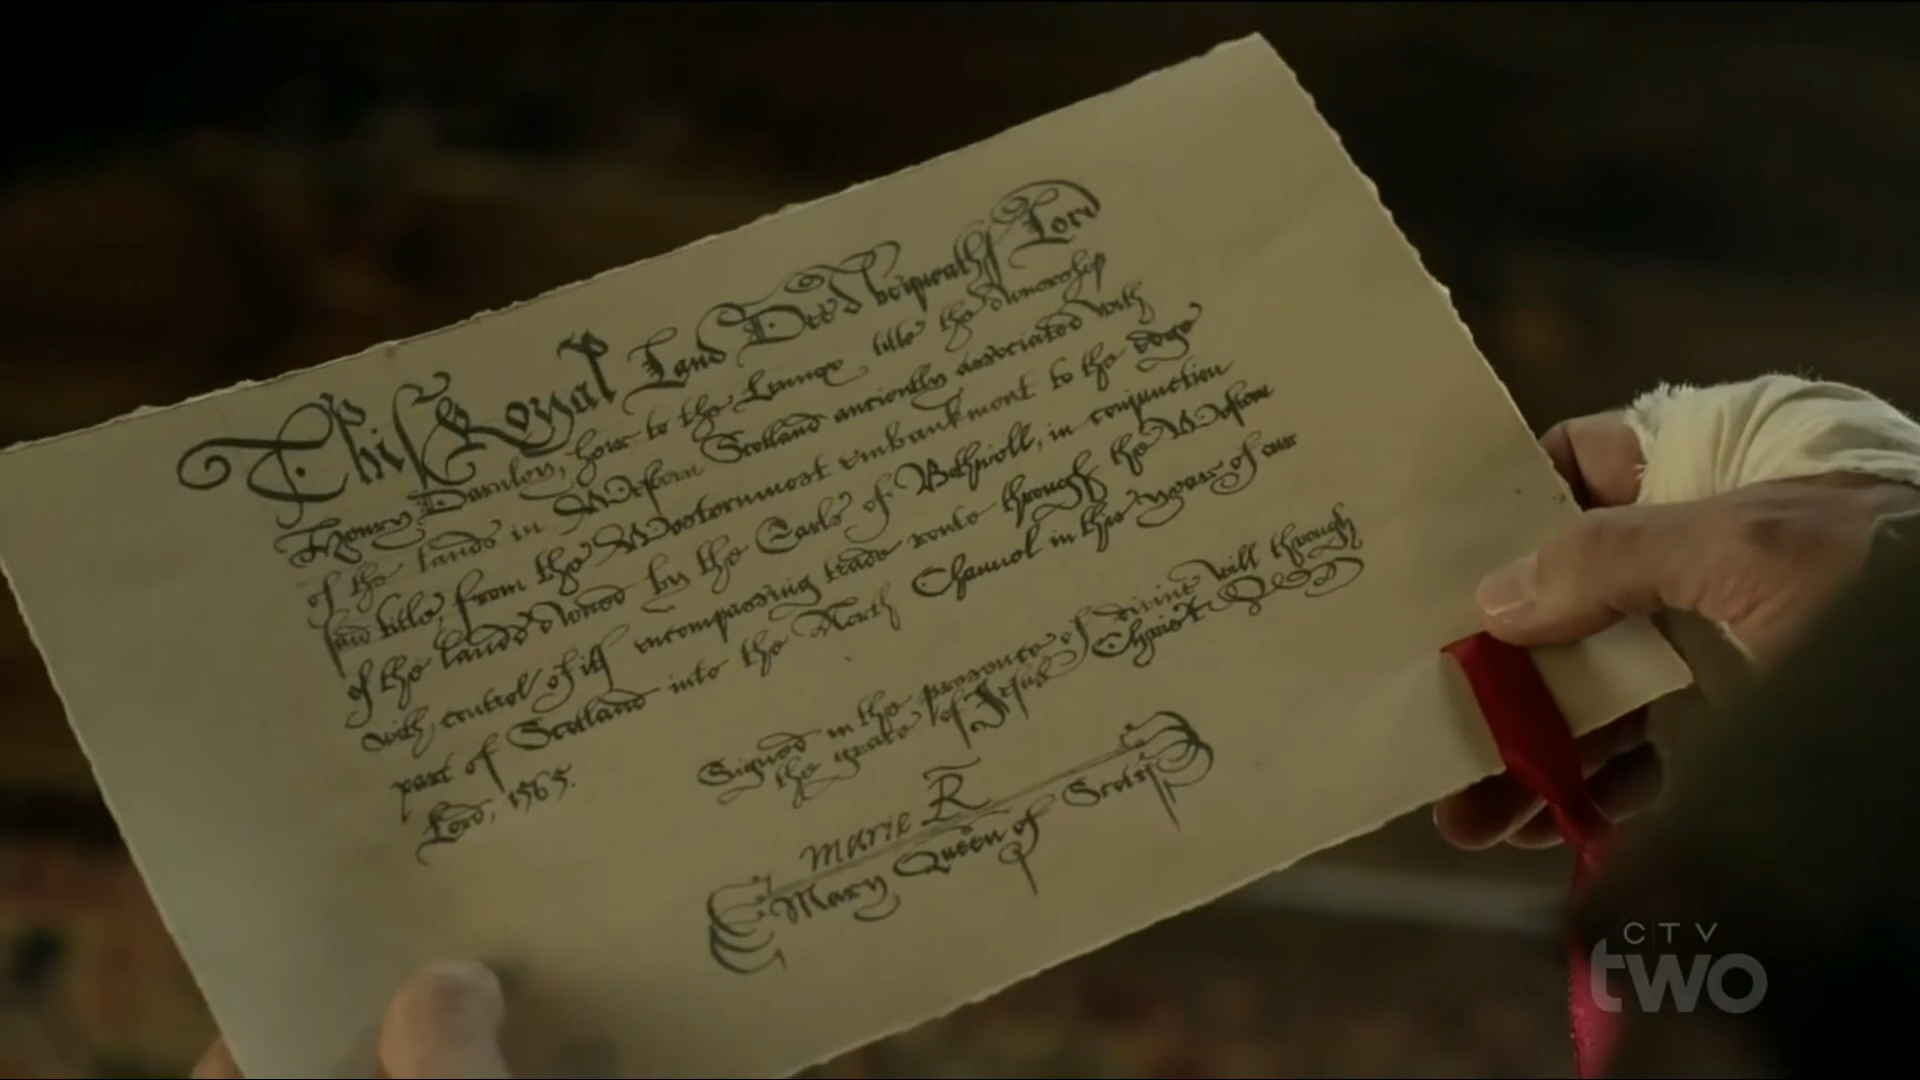 This Royal Land Deed bequeaths Lord
Henry Darnley, heir to the Lennox title the ownership
of the lands in Western Scotland anciently associated with
said title, from the Westernmost embankment to the edge
of the lands owned by the Earls of Bothwell, in conjunction
with, control of its encompassing trade route through the Western
part of Scotland into the North Channel in this year of our
Lord, 1565.
Signed in the presence of divine will through
the grace of Jesus Christ
Marie R
Mary Queen of Scots
CTV
two